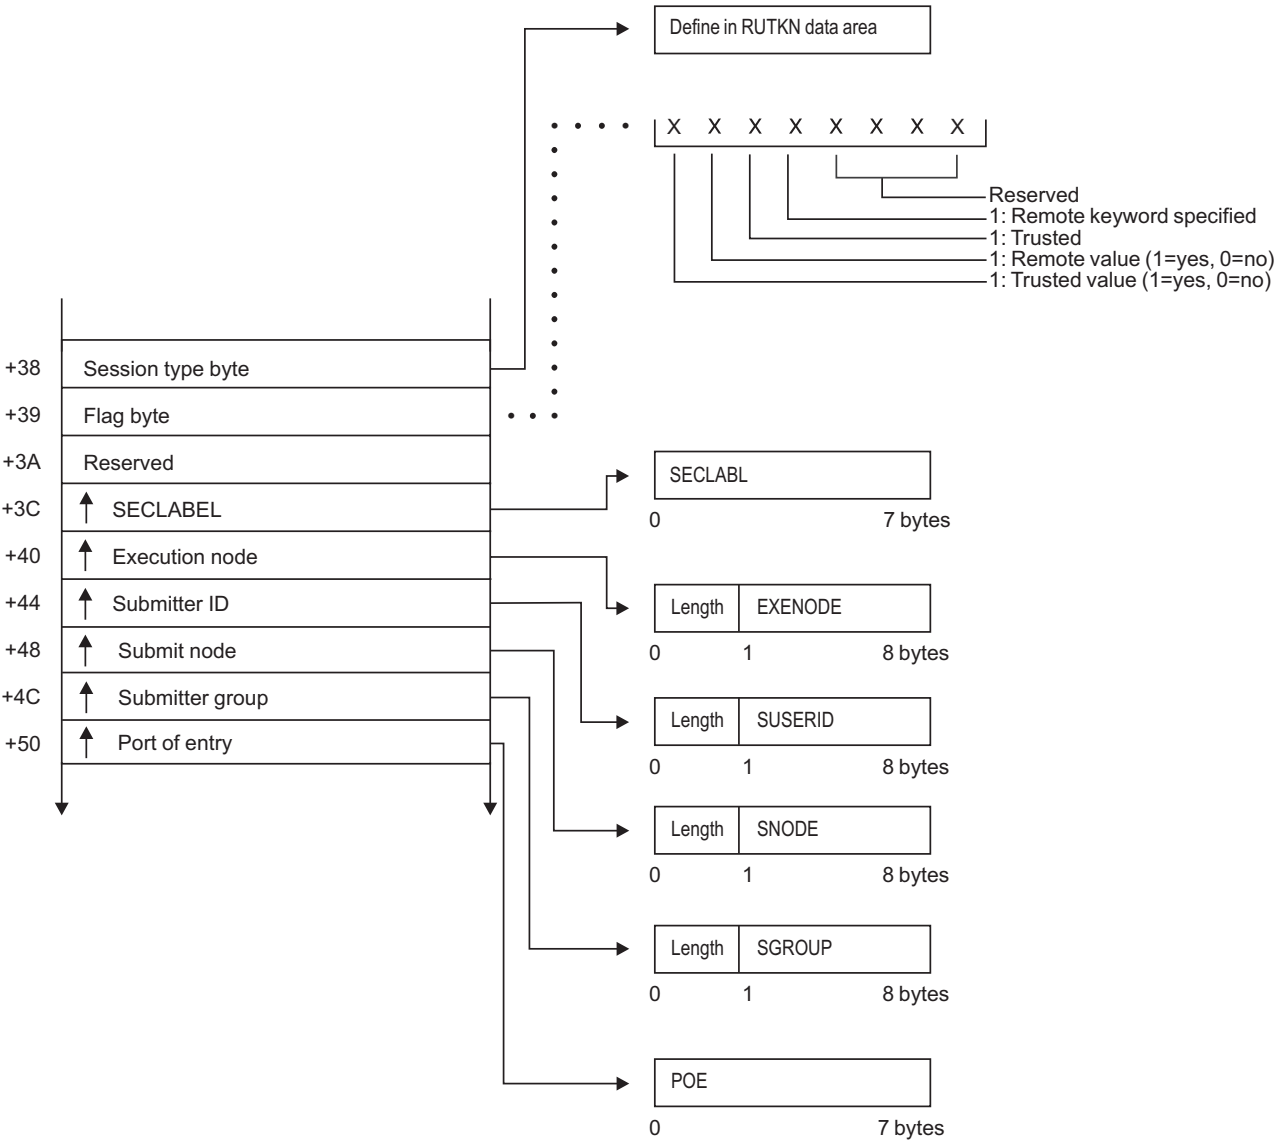 Define in RUTKN data area
X X X X X X X X
Reserved
1: Remote keyword specified
1: Trusted
1: Remote value (1=yes, 0=no)
1: Trusted value (1=yes, 0=no)
+38 Session type byte
+39 Flag byte
+3A Reserved
+3C SECLABEL
+40 Execution node
+44 Submitter ID
+48 Submit node
+4C Submitter group
+50 Port of entry
SECLABL
0 7 bytes
Length EXENODE
0 1 8 bytes
Length SUSERID
0 1 8 bytes
Length SNODE
0 1 8 bytes
Length SGROUP
0 1 8 bytes
POE
0 7 bytes